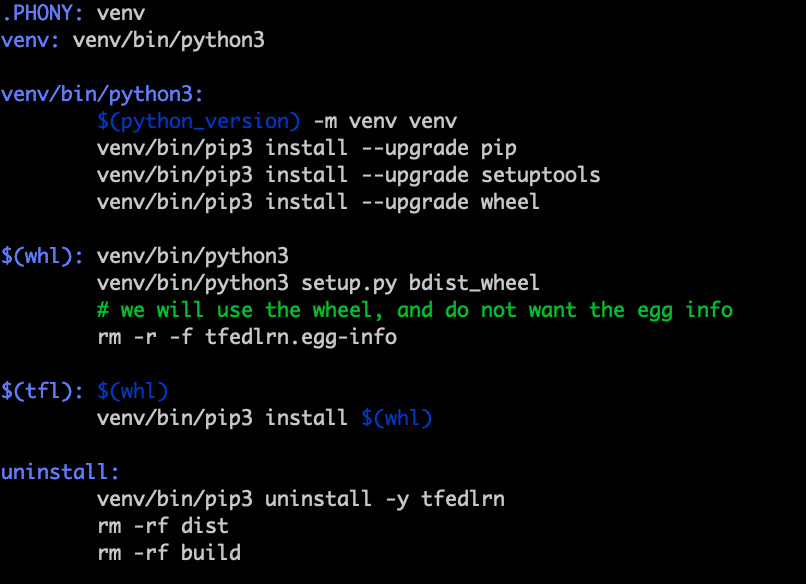 .PHONY: venv
venv: venv/bin/python3

venv/bin/python3:
        $(python_version) -m venv venv
        venv/bin/pip3 install --upgrade pip
        venv/bin/pip3 install --upgrade setuptools
        venv/bin/pip3 install --upgrade wheel

$(whl): venv/bin/python3
        venv/bin/python3 setup.py bdist_wheel
        # we will use the wheel, and do not want the egg info
        rm -r -f tfedlrn.egg-info

$(tfl): $(whl)
        venv/bin/pip3 install $(whl)

uninstall:
        venv/bin/pip3 uninstall -y tfedlrn
        rm -rf dist
        rm -rf build